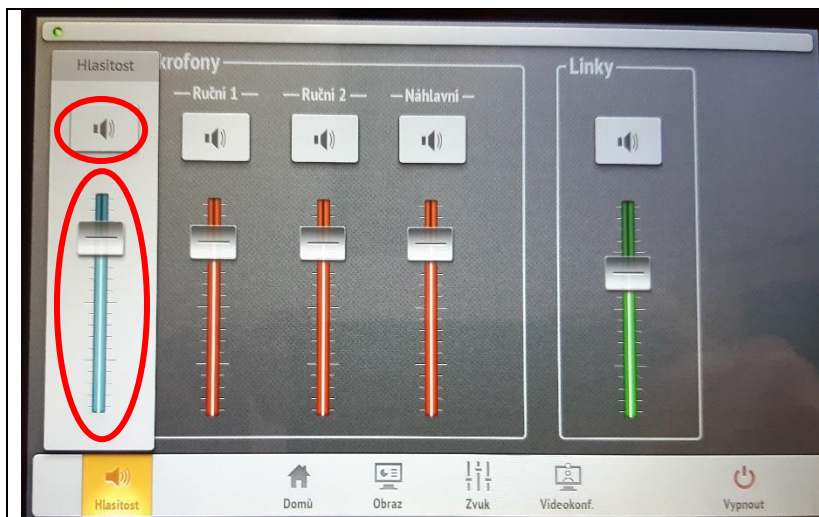 Hlasitost
krofony
Linky
Ruční 1
Ruční 2
Náhlavní
Hlasitost
Domů
Obraz
Zvuk
Videokonf.
Vypnout